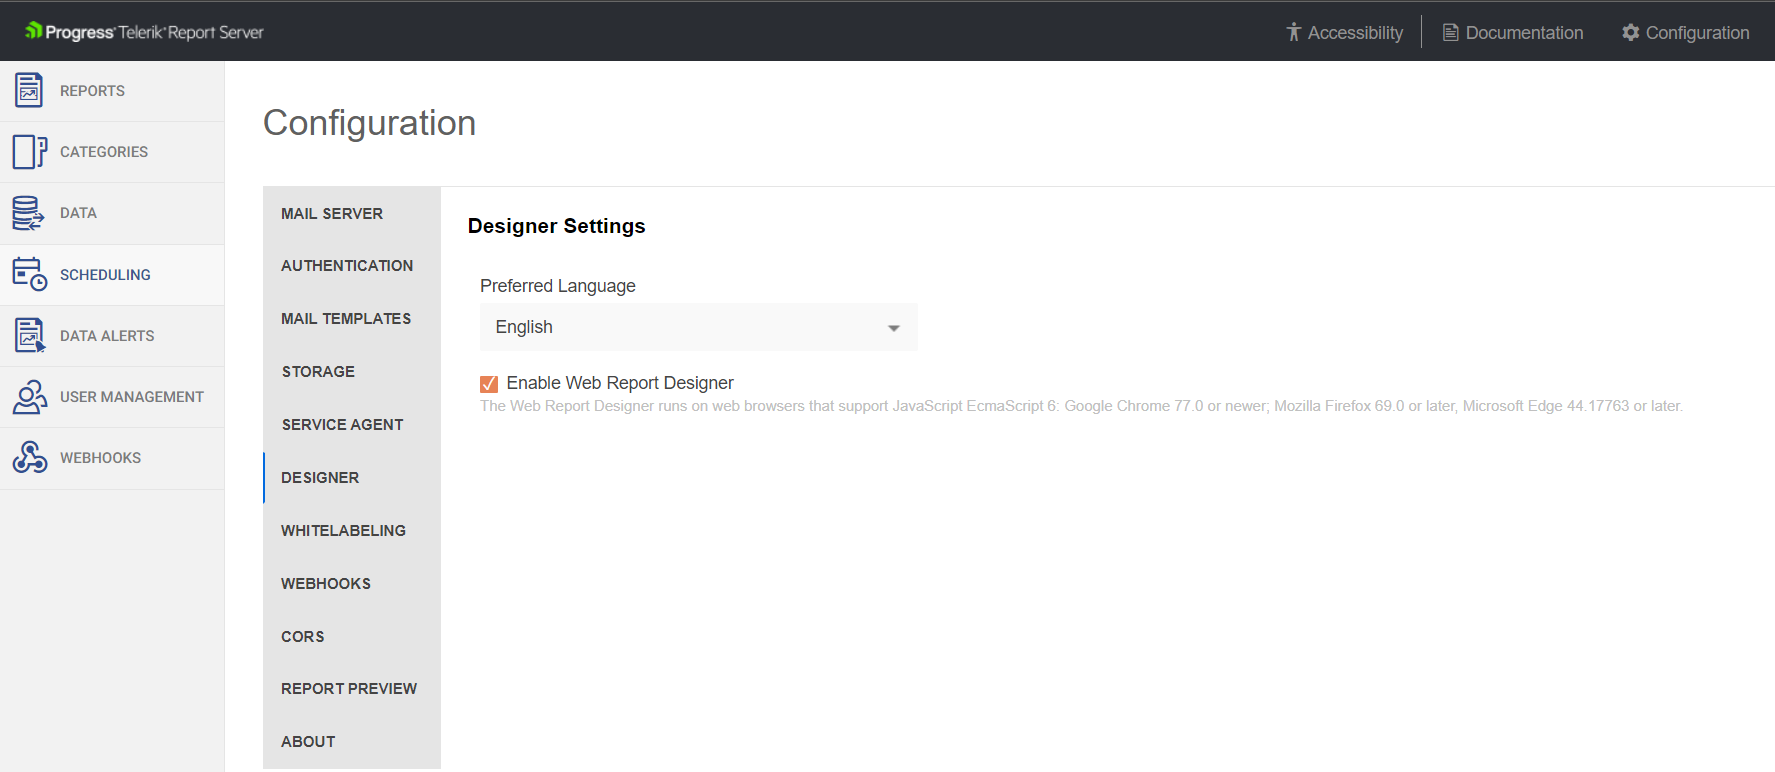 Progress Telerik Report Server
Accessibility
Documentation
Configuration
REPORTS
CATEGORIES
DATA
SCHEDULING
DATA ALERTS
USER MANAGEMENT
WEBHOOKS
Configuration
MAIL SERVER
AUTHENTICATION
MAIL TEMPLATES
STORAGE
SERVICE AGENT
DESIGNER
WHITELABELING
WEBHOOKS
CORS
REPORT PREVIEW
ABOUT
Designer Settings
Preferred Language
English
Enable Web Report Designer
The Web Report Designer runs on web browsers that support JavaScript EcmaScript 6: Google Chrome 77.0 or newer; Mozilla Firefox 69.0 or later, Microsoft Edge 44.17763 or later.